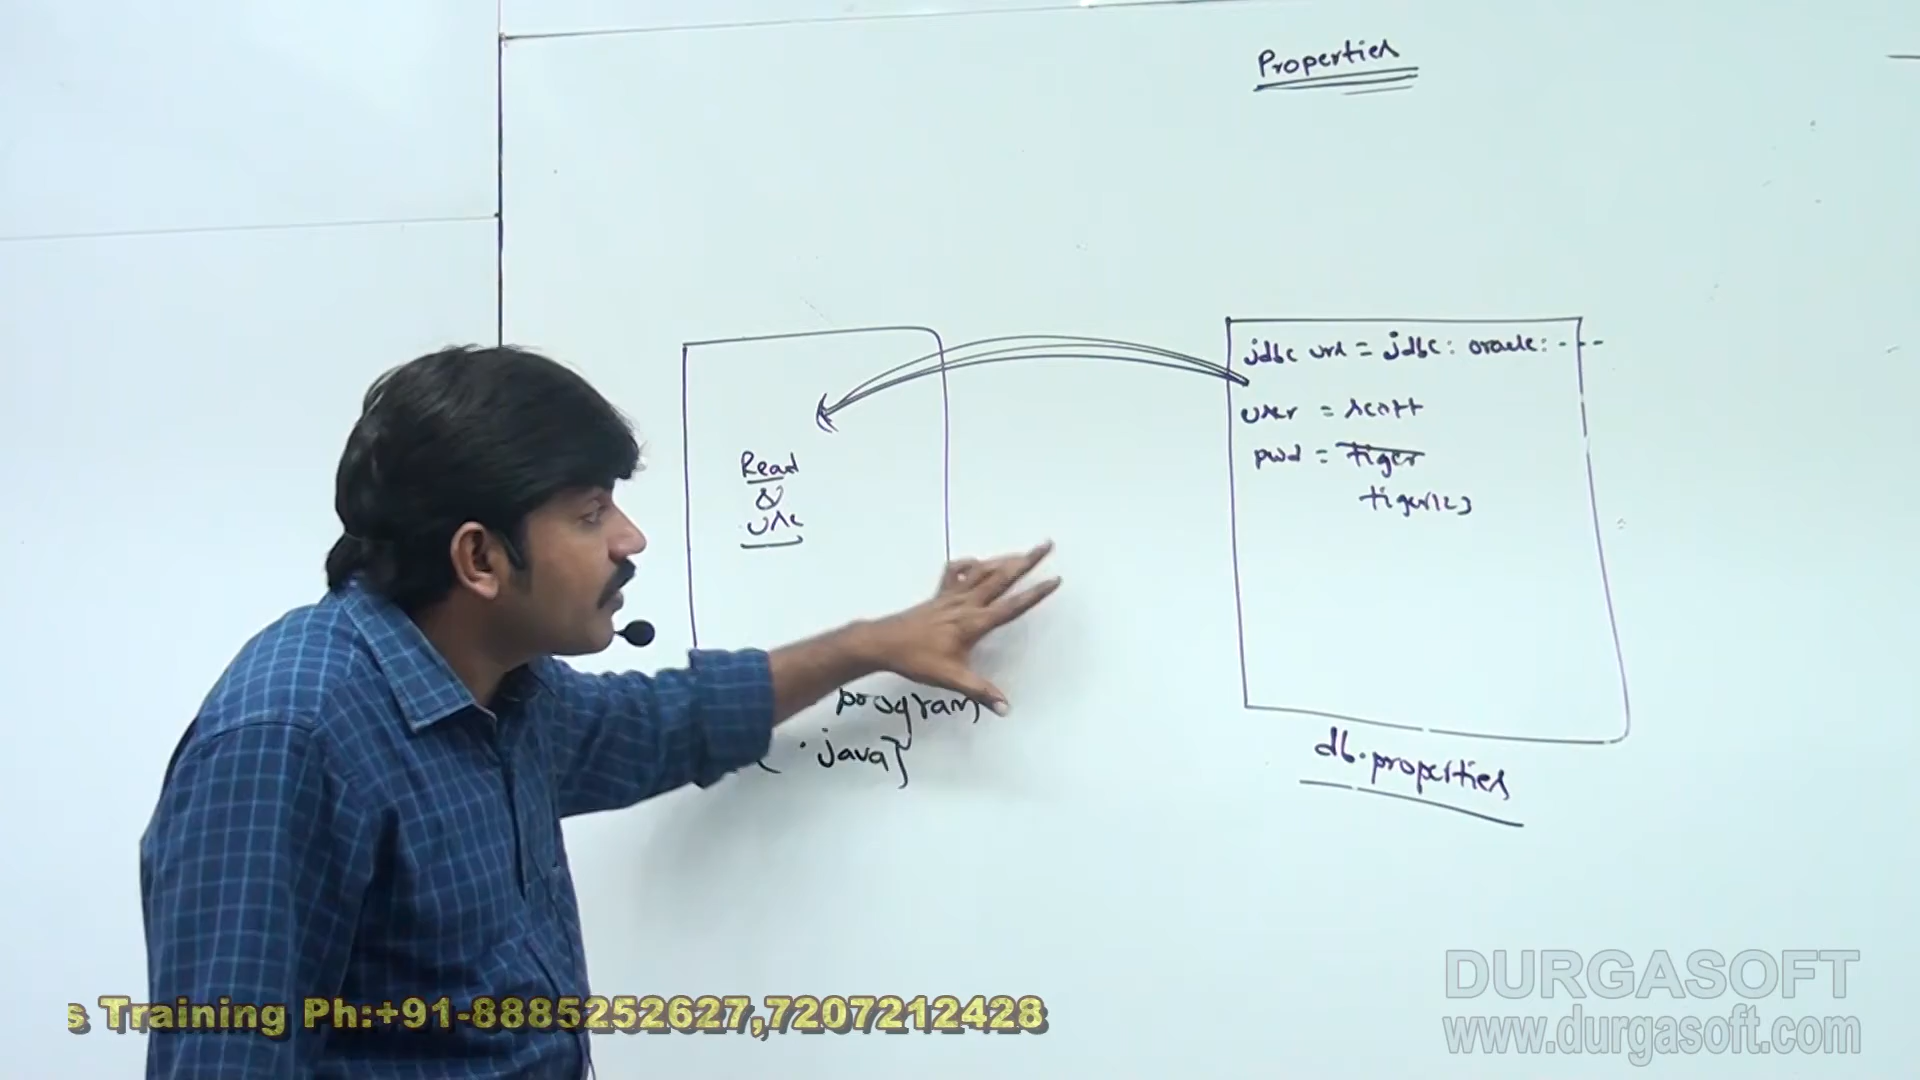 Properties
jdbc url = jdbc: oracle: ---
user = scott
pwd = tiger
tiger123
Read
&
use
program
.java}
db.properties
s Training Ph:+91-8885252627,7207212428
DURGASOFT
www.durgasoft.com